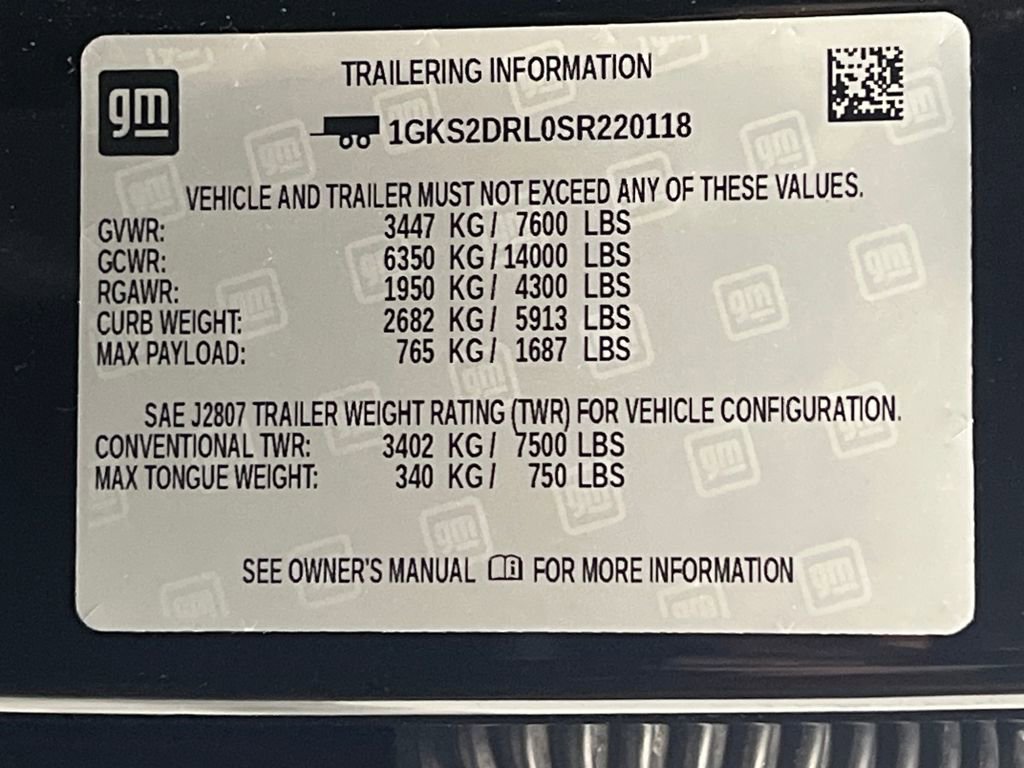 gm
TRAILERING INFORMATION
1GKS2DRL0SR220118
VEHICLE AND TRAILER MUST NOT EXCEED ANY OF THESE VALUES.
GVWR: 3447 KG/ 7600 LBS
GCWR: 6350 KG/14000 LBS
RGAWR: 1950 KG/ 4300 LBS
CURB WEIGHT: 2682 KG/ 5913 LBS
MAX PAYLOAD: 765 KG/ 1687 LBS
SAE J2807 TRAILER WEIGHT RATING (TWR) FOR VEHICLE CONFIGURATION.
CONVENTIONAL TWR: 3402 KG/ 7500 LBS
MAX TONGUE WEIGHT: 340 KG/ 750 LBS
SEE OWNER'S MANUAL FOR MORE INFORMATION